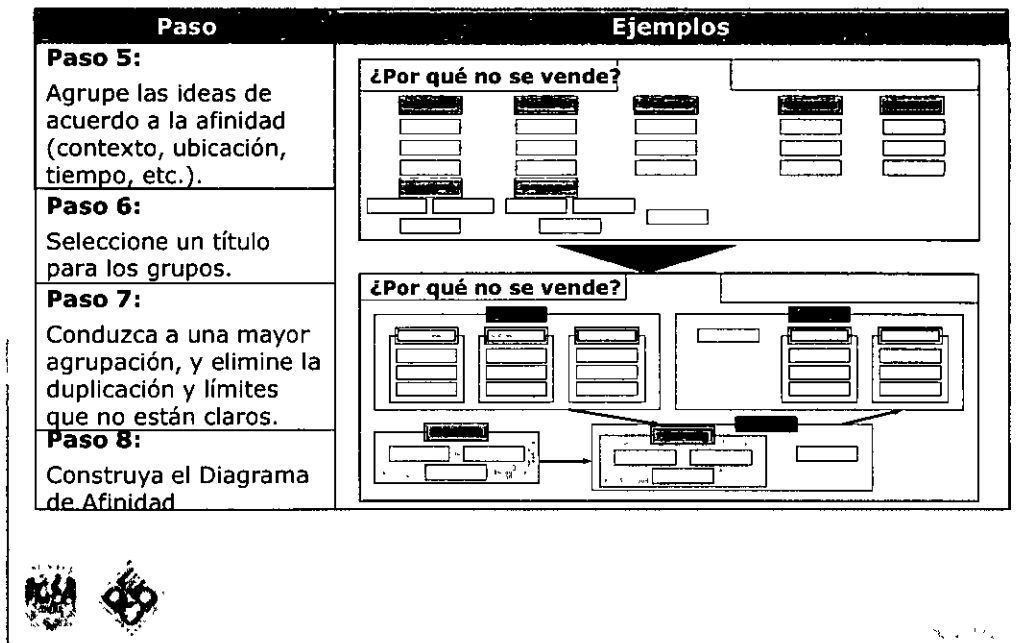 Paso
Ejemplos
Paso 5:
Agrupe las ideas de
acuerdo a la afinidad
(contexto, ubicación,
tiempo, etc.).
Paso 6:
Seleccione un título
para los grupos.
Paso 7:
Conduzca a una mayor
agrupación, y elimine la
duplicación y límites
que no están claros.
Paso 8:
Construya el Diagrama
de Afinidad
¿Por qué no se vende?
¿Por qué no se vende?